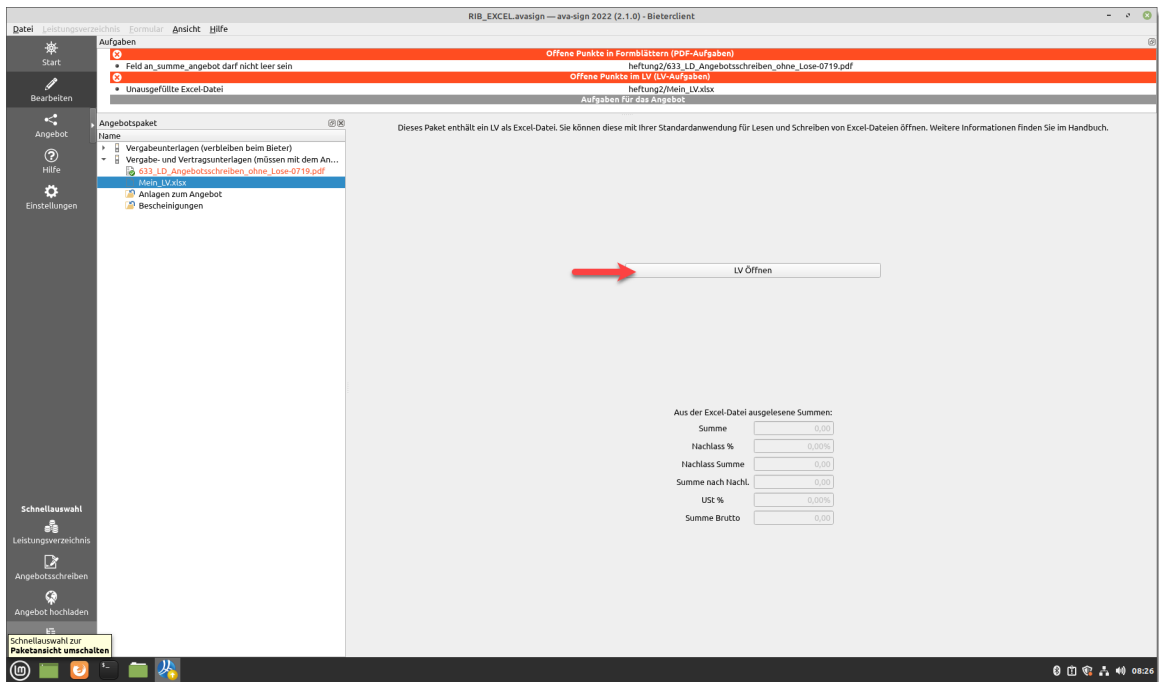 RIB_EXCEL.avasign — ava-sign 2022 (2.1.0) - Bieterclient
Datei Leistungsverzeichnis Formular Ansicht Hilfe
Start
Bearbeiten
Angebot
Hilfe
Einstellungen
Aufgaben
Offene Punkte in Formblättern (PDF-Aufgaben)
• Feld an_summe_angebot darf nicht leer sein heftung2/633_LD_Angebotsschreiben_ohne_Lose-0719.pdf
Offene Punkte im LV (LV-Aufgaben)
• Unausgefüllte Excel-Datei heftung2/Mein_LV.xlsx
Aufgaben für das Angebot
Angebotspaket
Name
Vergabeunterlagen (verbleiben beim Bieter)
Vergabe- und Vertragsunterlagen (müssen mit dem An...
633_LD_Angebotsschreiben_ohne_Lose-0719.pdf
Mein_LV.xlsx
Anlagen zum Angebot
Bescheinigungen
Dieses Paket enthält ein LV als Excel-Datei. Sie können diese mit Ihrer Standardanwendung für Lesen und Schreiben von Excel-Dateien öffnen. Weitere Informationen finden Sie im Handbuch.
LV Öffnen
Aus der Excel-Datei ausgelesene Summen:
Summe 0,00
Nachlass % 0,00%
Nachlass Summe 0,00
Summe nach Nachl. 0,00
USt % 0,00%
Summe Brutto 0,00
Schnellauswahl
Leistungsverzeichnis
Angebotsschreiben
Angebot hochladen
Schnellauswahl zur
Paketansicht umschalten
08:26